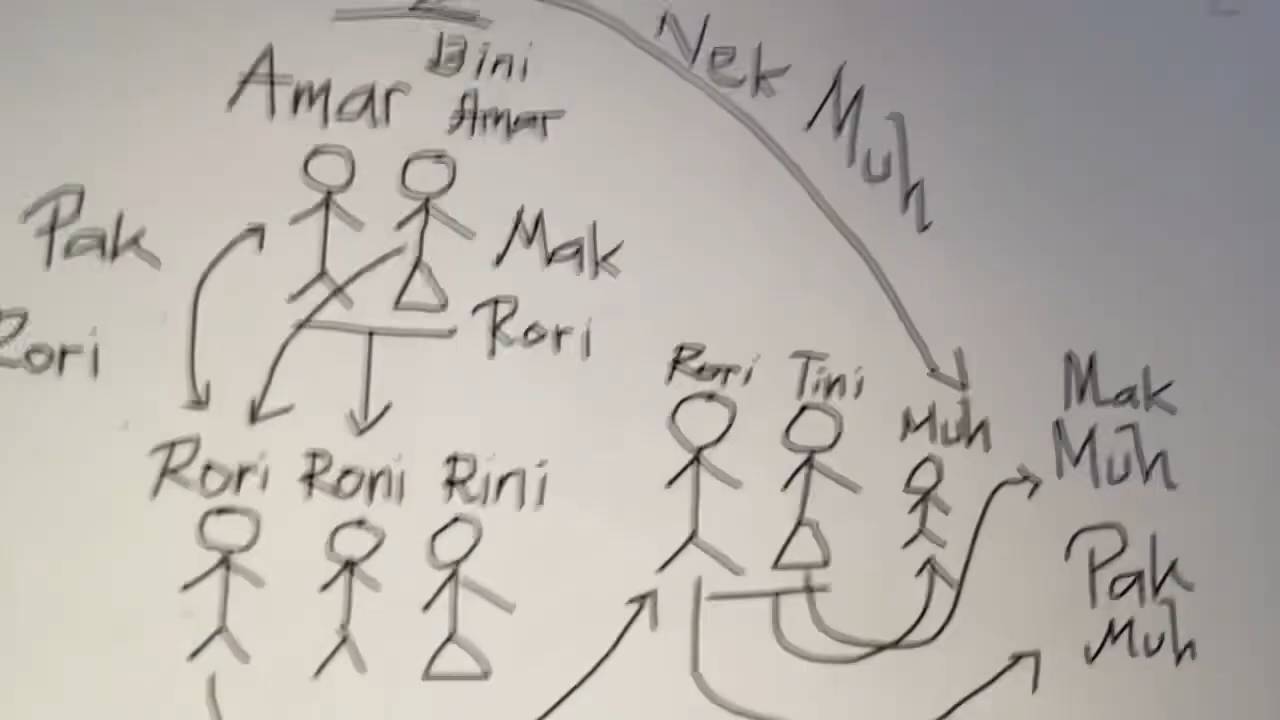 Nek Muh
Bini
Amar
Amar
Pak
Rori
Mak
Rori
Rori Tini
Muh
Mak
Muh
Rori Roni Rini
Pak
Muh